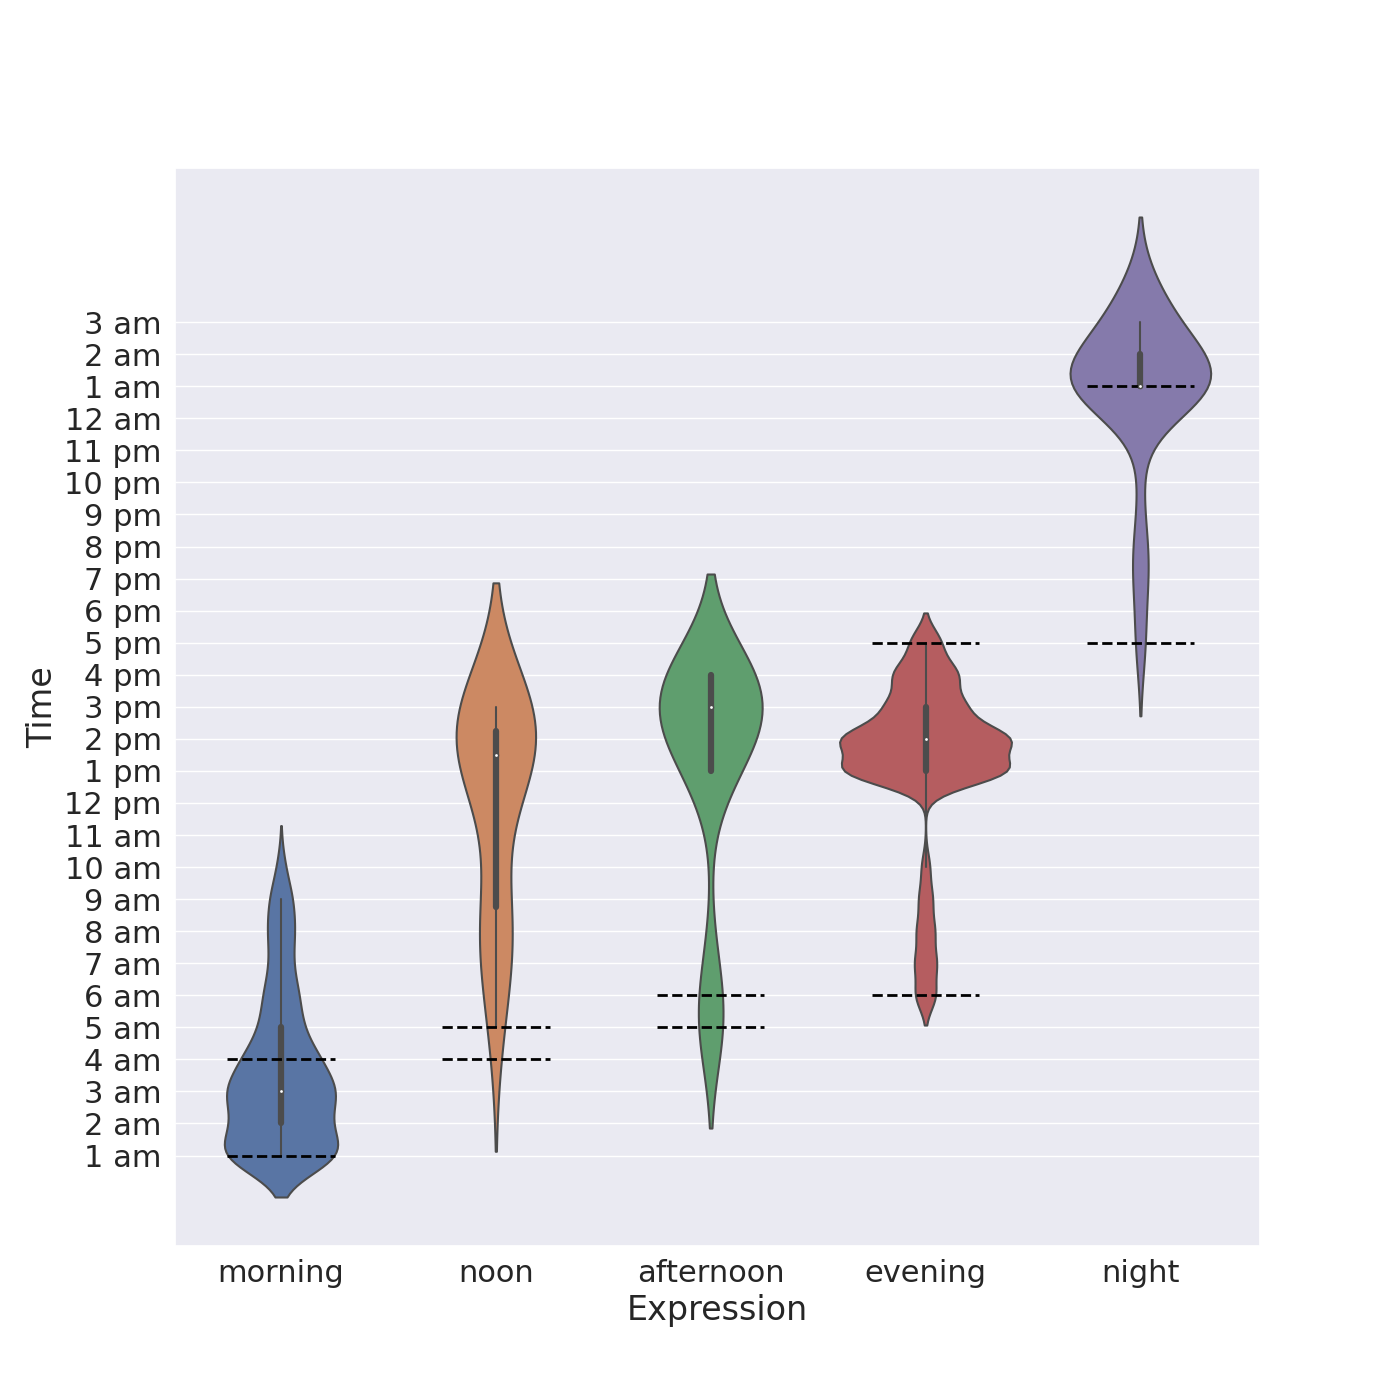 3 am
2 am
1 am
12 am
11 pm
10 pm
9 pm
8 pm
7 pm
6 pm
5 pm
4 pm
3 pm
2 pm
1 pm
12 pm
11 am
10 am
9 am
8 am
7 am
6 am
5 am
4 am
3 am
2 am
1 am
Time
morning noon afternoon evening night
Expression